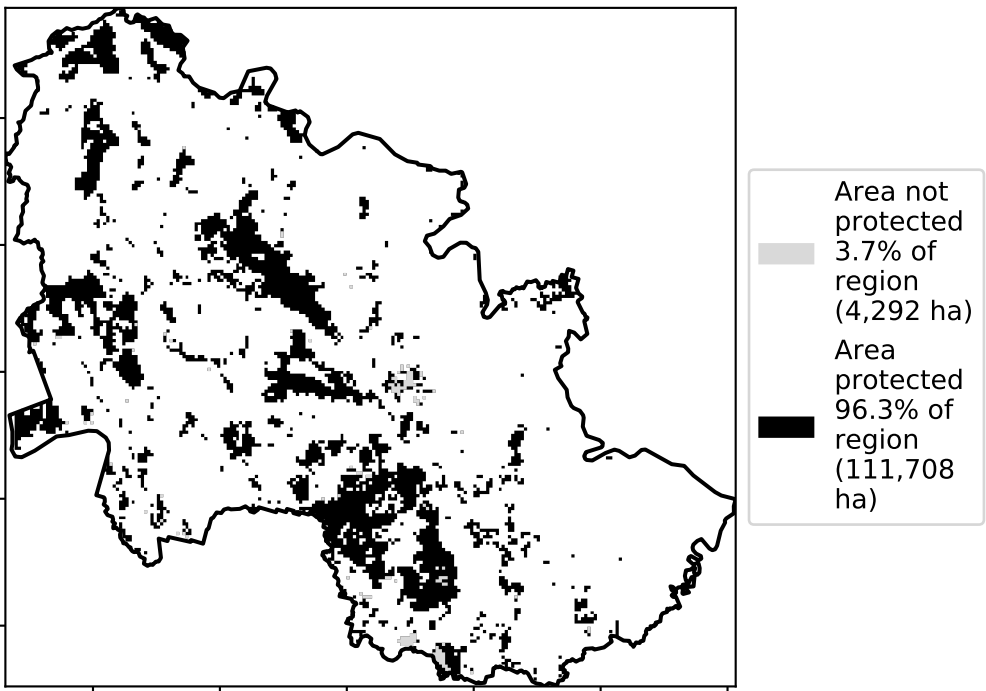 Area not
protected
3.7% of
region
(4,292 ha)
Area
protected
96.3% of
region
(111,708
ha)